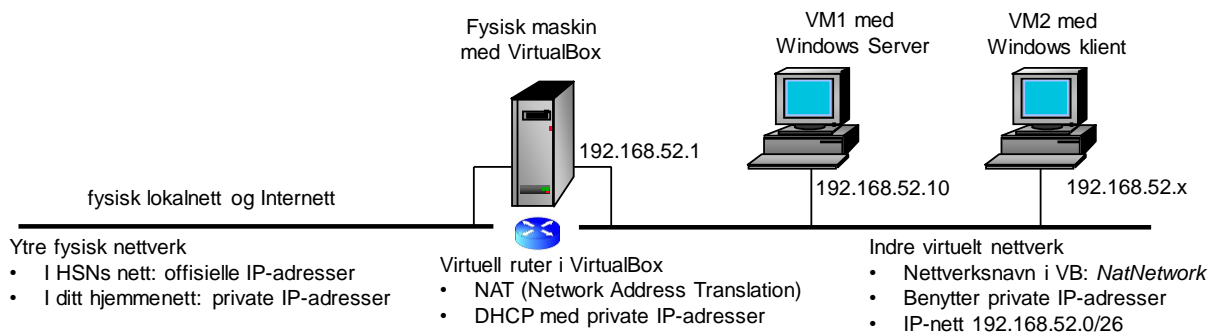 Fysisk maskin
med VirtualBox
VM1 med
Windows Server
VM2 med
Windows klient
192.168.52.1
192.168.52.10
192.168.52.x
fysisk lokalnett og Internett
Ytre fysisk nettverk
• I HSNs nett: offisielle IP-adresser
• I ditt hjemmenett: private IP-adresser
Virtuell ruter i VirtualBox
• NAT (Network Address Translation)
• DHCP med private IP-adresser
Indre virtuelt nettverk
• Nettverksnavn i VB: NatNetwork
• Benytter private IP-adresser
• IP-nett 192.168.52.0/26